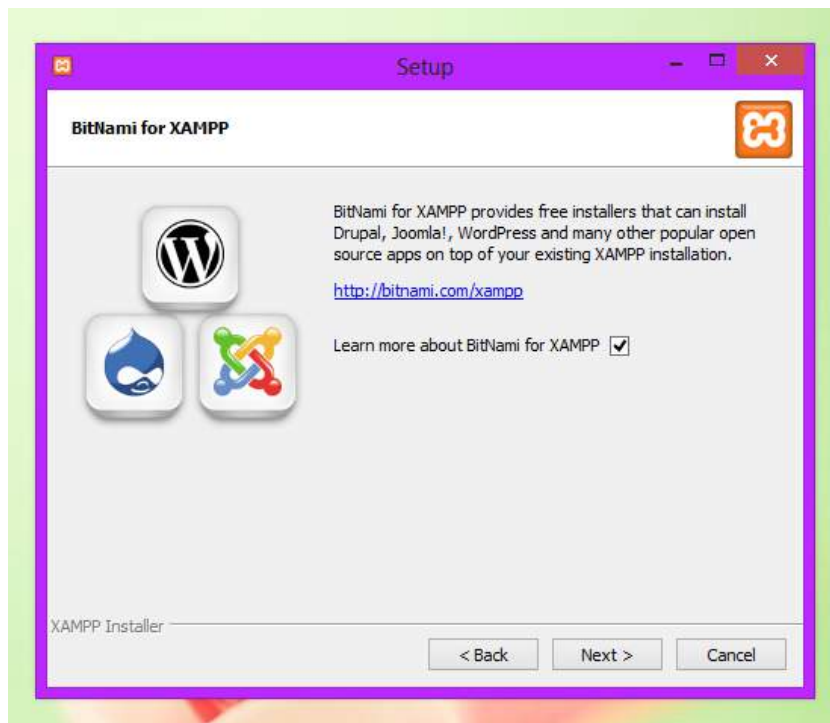 Setup
BitNami for XAMPP
BitNami for XAMPP provides free installers that can install
Drupal, Joomla!, WordPress and many other popular open
source apps on top of your existing XAMPP installation.
http://bitnami.com/xampp
Learn more about BitNami for XAMPP
XAMPP Installer
< Back Next > Cancel